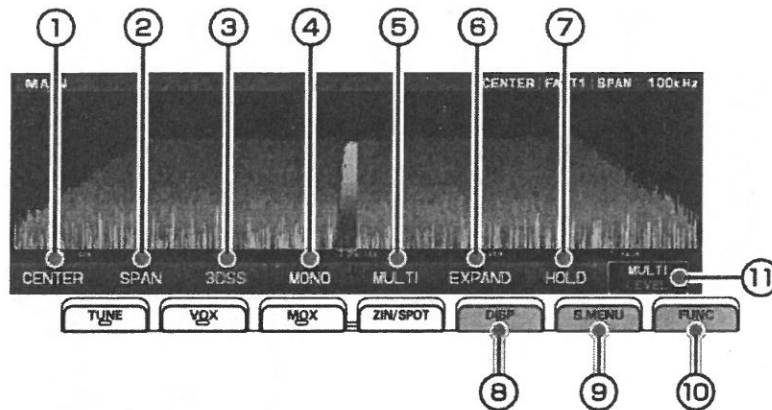 ① ② ③ ④ ⑤ ⑥ ⑦
CENTER FAST1 SPAN 100kHz
CENTER SPAN 3DSS MONO MULTI EXPAND HOLD MULTI
LEVEL
⑪
TUNE VOX MOX ZIN/SPOT DISP S.MENU FUNC
⑧ ⑨ ⑩